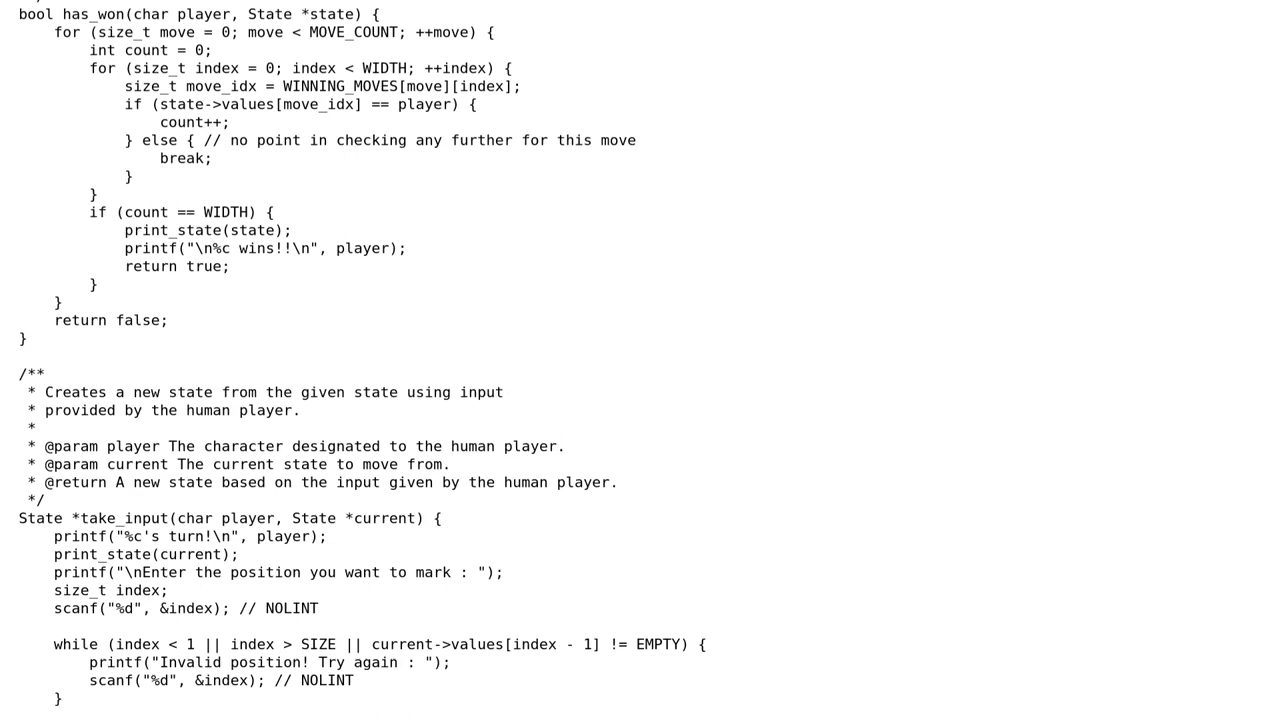 bool has_won(char player, State *state) {
    for (size_t move = 0; move < MOVE_COUNT; ++move) {
        int count = 0;
        for (size_t index = 0; index < WIDTH; ++index) {
            size_t move_idx = WINNING_MOVES[move][index];
            if (state->values[move_idx] == player) {
                count++;
            } else { // no point in checking any further for this move
                break;
            }
        }
        if (count == WIDTH) {
            print_state(state);
            printf("\n%c wins!!\n", player);
            return true;
        }
    }
    return false;
}

/**
 * Creates a new state from the given state using input
 * provided by the human player.
 *
 * @param player The character designated to the human player.
 * @param current The current state to move from.
 * @return A new state based on the input given by the human player.
 */
State *take_input(char player, State *current) {
    printf("%c's turn!\n", player);
    print_state(current);
    printf("\nEnter the position you want to mark : ");
    size_t index;
    scanf("%d", &index); // NOLINT

    while (index < 1 || index > SIZE || current->values[index - 1] != EMPTY) {
        printf("Invalid position! Try again : ");
        scanf("%d", &index); // NOLINT
    }